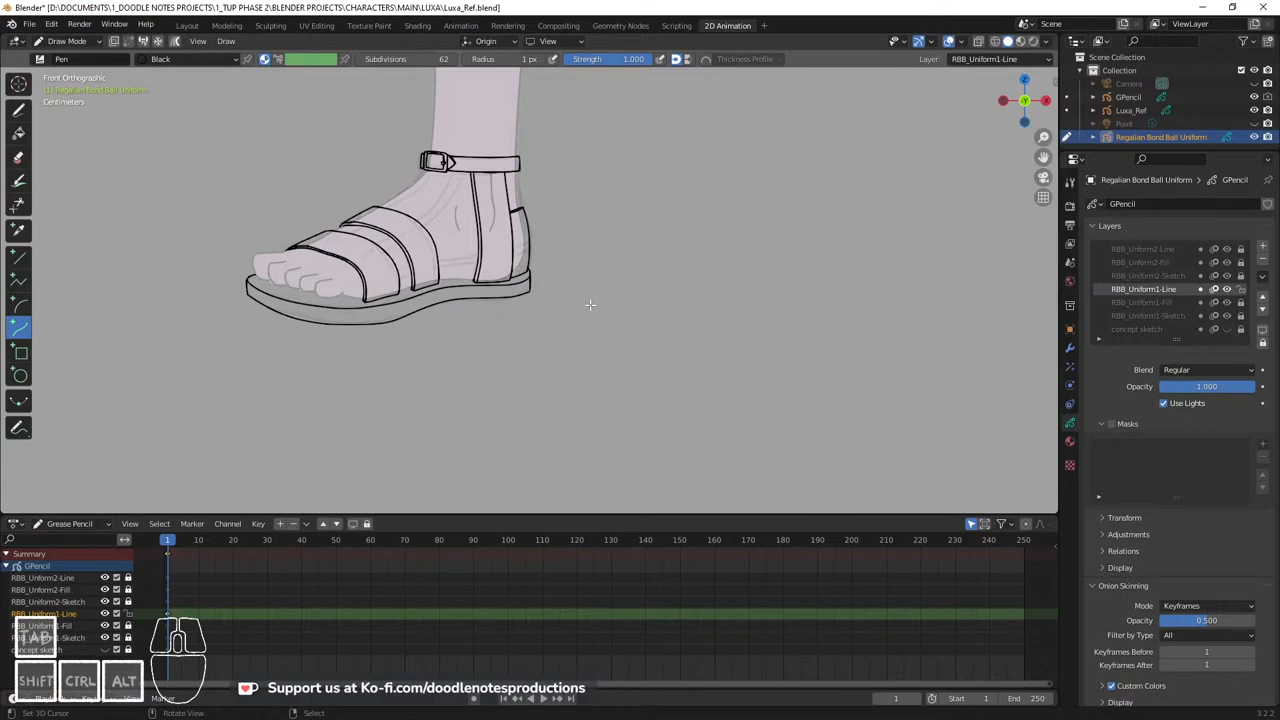 Blender* [D:\DOCUMENTS\1_DOODLE NOTES PROJECTS\1_TUP PHASE 2\BLENDER PROJECTS\CHARACTERS\MAIN\LUXA\Luxa_Ref.blend]
File Edit Render Window Help Layout Modeling Sculpting UV Editing Texture Paint Shading Animation Rendering Compositing Geometry Nodes Scripting 2D Animation + Scene ViewLayer
Draw Mode View Draw Origin View
Pen Black Subdivisions 62 Radius 1 px Strength 1.000 Thickness Profile Layer: RBB_Uniform1-Line
Front Orthographic
(1) Regalian Bond Ball Uniform
Centimeters
Z
-Y X
Scene Collection
Collection
Camera
GPencil
Luxa_Ref
Point
Regalian Bond Ball Uniform
Regalian Bond Ball Uniform GPencil
GPencil
Layers
RBB_Uniform2-Line
RBB_Uniform2-Fill
RBB_Uniform2-Sketch
RBB_Uniform1-Line
RBB_Uniform1-Fill
RBB_Uniform1-Sketch
concept sketch
Blend Regular
Opacity 1.000
Use Lights
Masks
Transform
Adjustments
Relations
Display
Onion Skinning
Mode Keyframes
Opacity 0.500
Filter by Type All
Keyframes Before 1
Keyframes After 1
Custom Colors
Display
Grease Pencil View Select Marker Channel Key
1 10 20 30 40 50 60 70 80 90 100 110 120 130 140 150 160 170 180 190 200 210 220 230 240 250
Summary
GPencil
RBB_Uniform2-Line
RBB_Uniform2-Fill
RBB_Uniform2-Sketch
RBB_Uniform1-Line
TAB
SHIFT CTRL ALT
Support us at Ko-fi.com/doodlenotesproductions
Marker
1 Start 1 End 250
Set 3D Cursor Rotate View Select 3.2.2